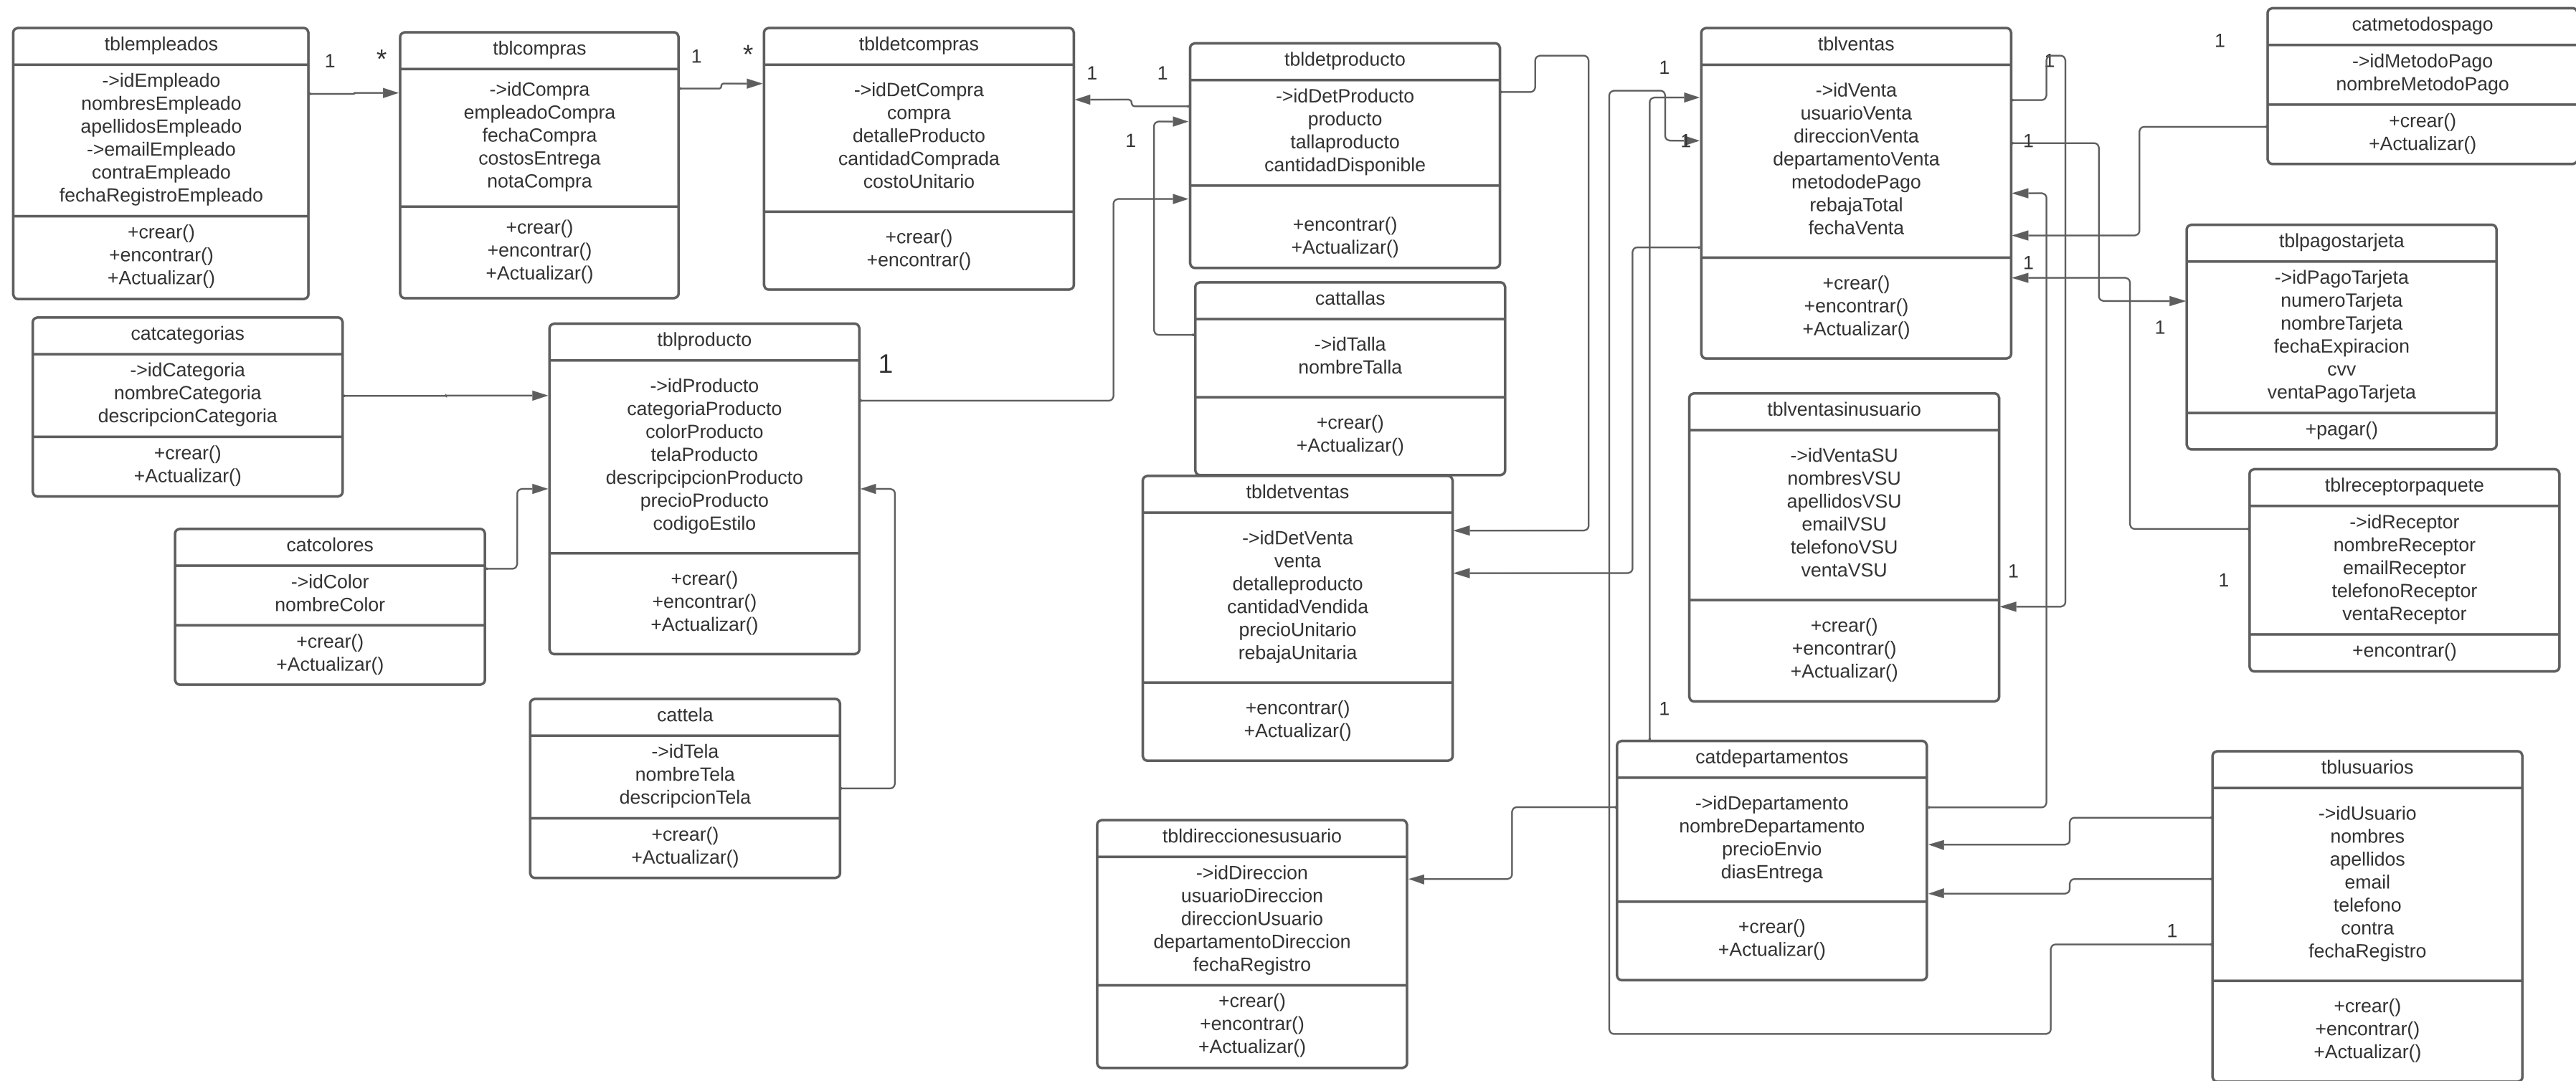 tblempleados
->idEmpleado
nombresEmpleado
apellidosEmpleado
->emailEmpleado
contraEmpleado
fechaRegistroEmpleado
+crear()
+encontrar()
+Actualizar()
1
*
tblcompras
->idCompra
empleadoCompra
fechaCompra
costosEntrega
notaCompra
+crear()
+encontrar()
+Actualizar()
1
*
tbldetcompras
->idDetCompra
compra
detalleProducto
cantidadComprada
costoUnitario
+crear()
+encontrar()
1
1
1
tbldetproducto
->idDetProducto
producto
tallaproducto
cantidadDisponible
+encontrar()
+Actualizar()
1
1
tblventas
->idVenta
usuarioVenta
direccionVenta
departamentoVenta
metododePago
rebajaTotal
fechaVenta
+crear()
+encontrar()
+Actualizar()
1
1
1
1
catmetodospago
->idMetodoPago
nombreMetodoPago
+crear()
+Actualizar()
catcategorias
->idCategoria
nombreCategoria
descripcionCategoria
+crear()
+Actualizar()
tblproducto
->idProducto
categoriaProducto
colorProducto
telaProducto
descripcipcionProducto
precioProducto
codigoEstilo
+crear()
+encontrar()
+Actualizar()
1
cattallas
->idTalla
nombreTalla
+crear()
+Actualizar()
tblpagostarjeta
->idPagoTarjeta
numeroTarjeta
nombreTarjeta
fechaExpiracion
cvv
ventaPagoTarjeta
+pagar()
1
tblventasinusuario
->idVentaSU
nombresVSU
apellidosVSU
emailVSU
telefonoVSU
ventaVSU
+crear()
+encontrar()
+Actualizar()
1
tblreceptorpaquete
->idReceptor
nombreReceptor
emailReceptor
telefonoReceptor
ventaReceptor
+encontrar()
1
catcolores
->idColor
nombreColor
+crear()
+Actualizar()
tbldetventas
->idDetVenta
venta
detalleproducto
cantidadVendida
precioUnitario
rebajaUnitaria
+encontrar()
+Actualizar()
cattela
->idTela
nombreTela
descripcionTela
+crear()
+Actualizar()
1
catdepartamentos
->idDepartamento
nombreDepartamento
precioEnvio
diasEntrega
+crear()
+Actualizar()
tblusuarios
->idUsuario
nombres
apellidos
email
telefono
contra
fechaRegistro
+crear()
+encontrar()
+Actualizar()
1
tbldireccionesusuario
->idDireccion
usuarioDireccion
direccionUsuario
departamentoDireccion
fechaRegistro
+crear()
+encontrar()
+Actualizar()